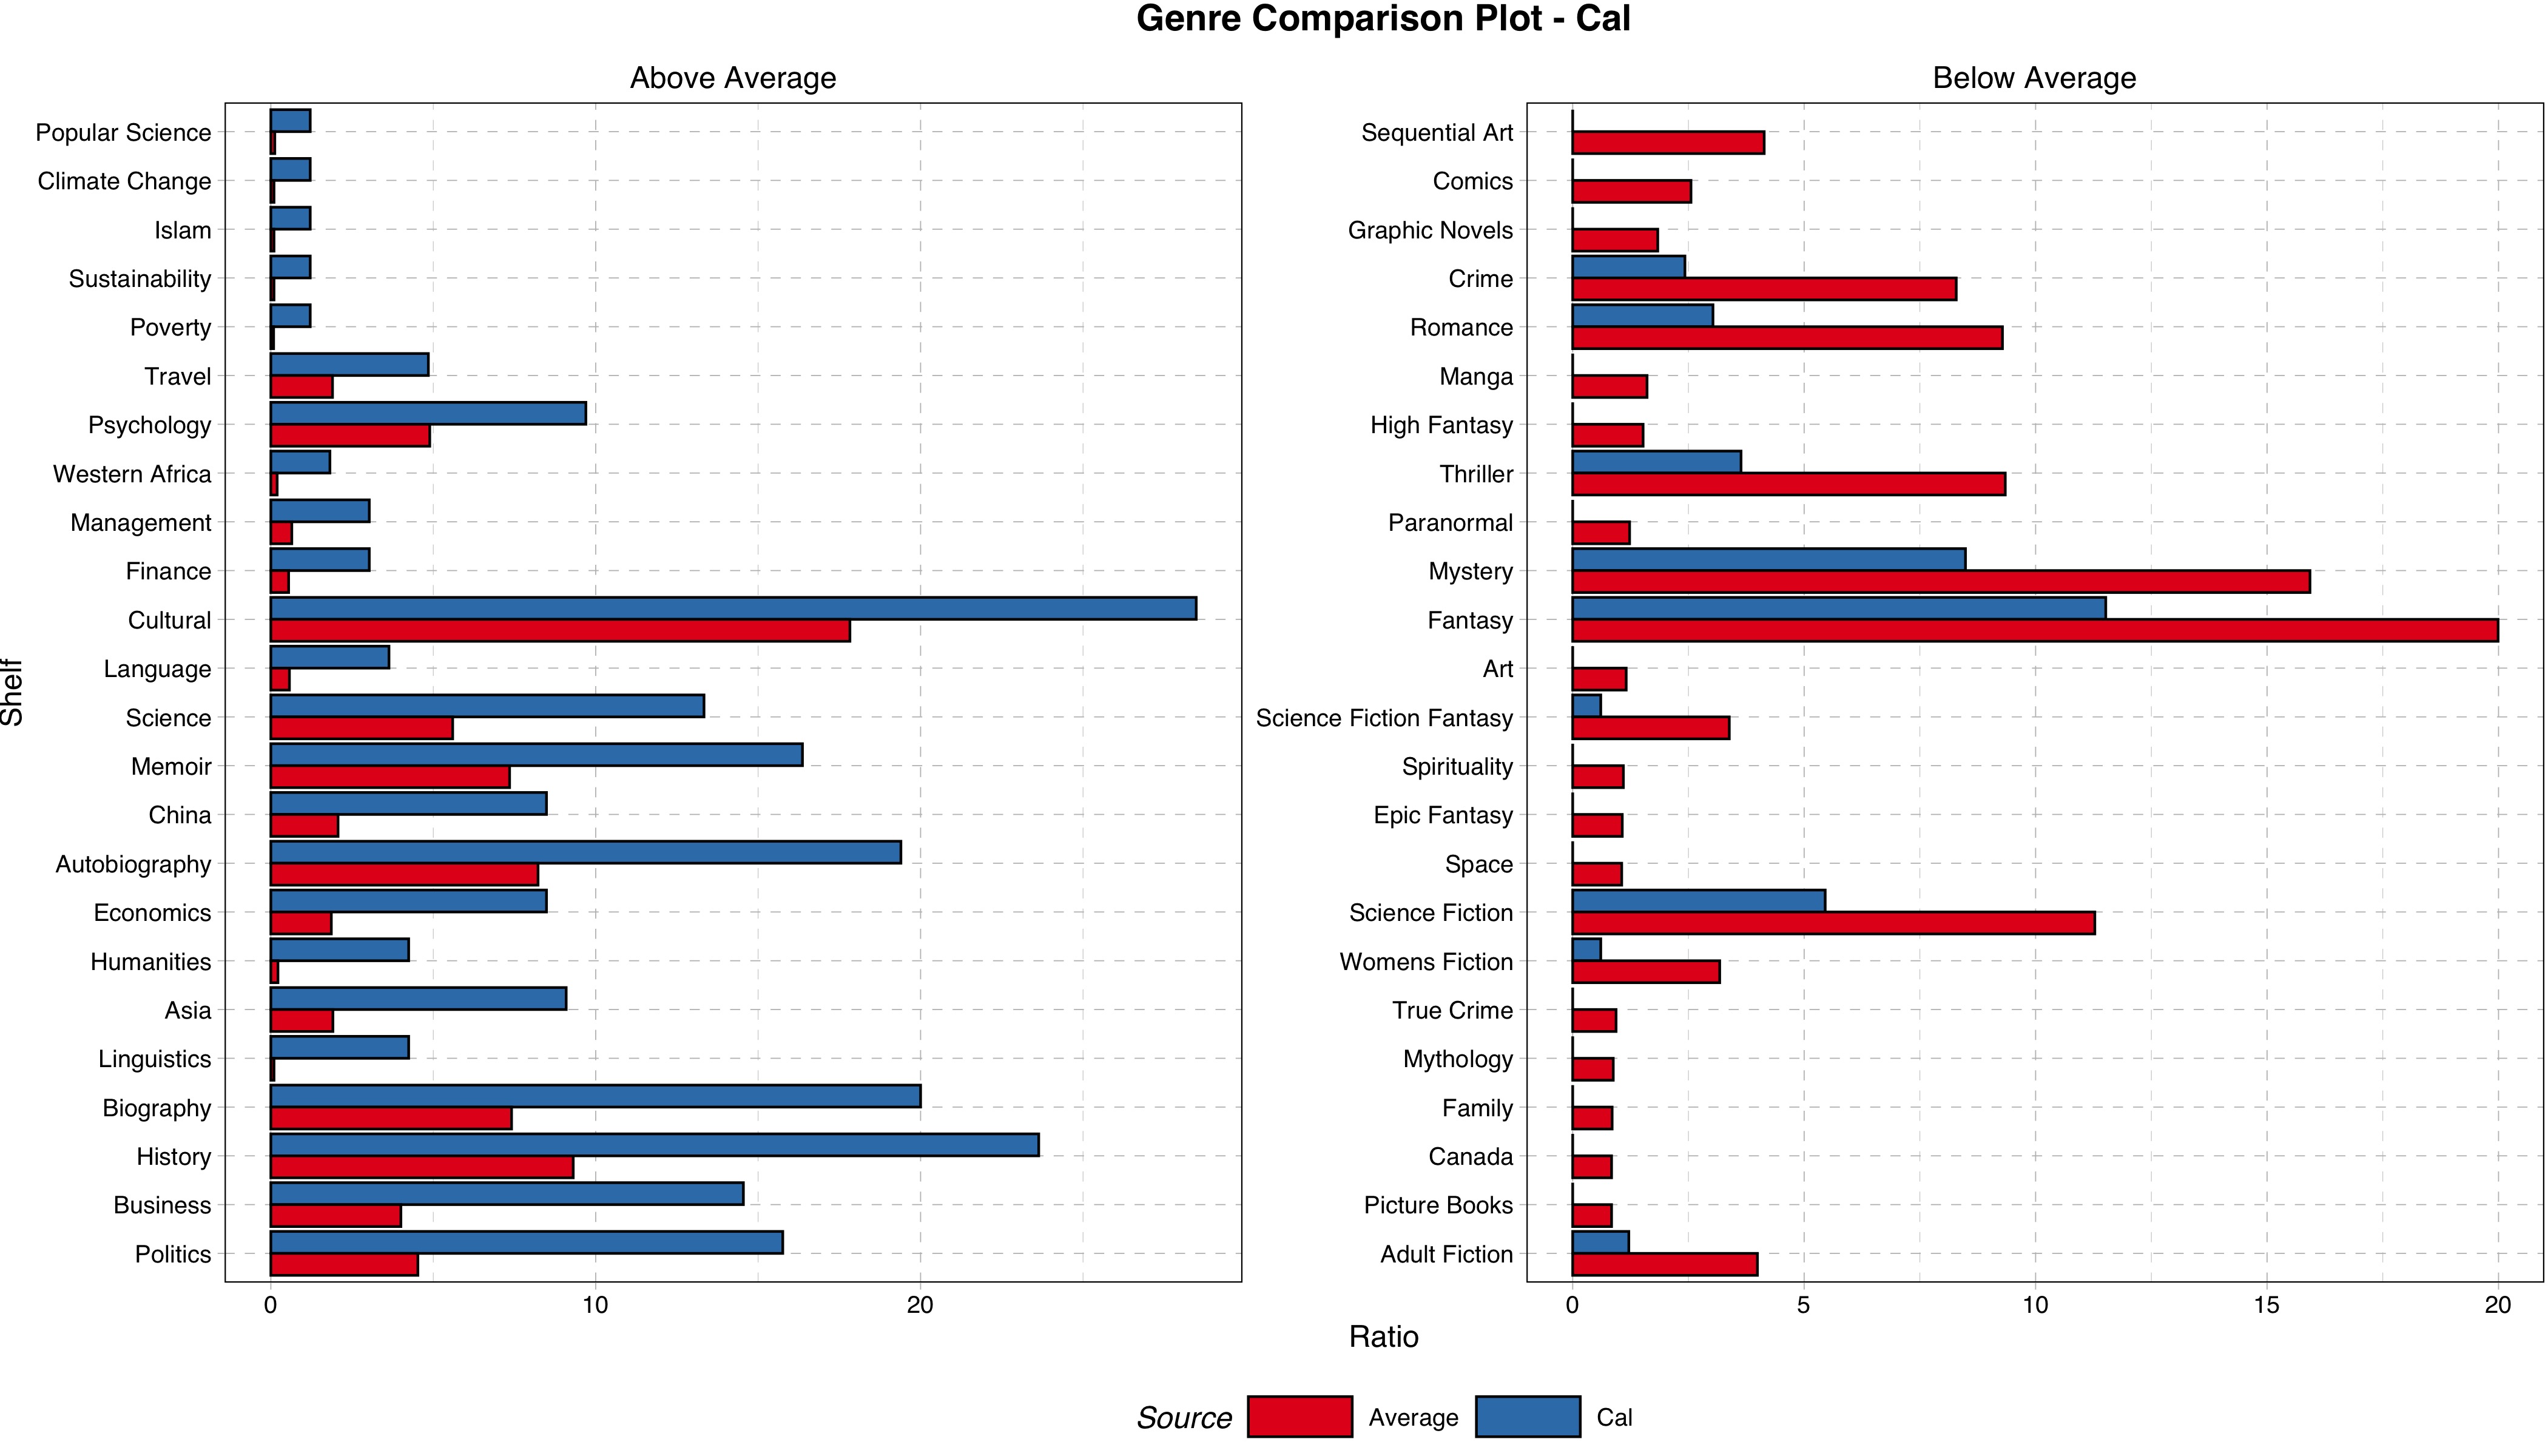 Genre Comparison Plot - Cal
Above Average
Below Average
Shelf
Popular Science
Climate Change
Islam
Sustainability
Poverty
Travel
Psychology
Western Africa
Management
Finance
Cultural
Language
Science
Memoir
China
Autobiography
Economics
Humanities
Asia
Linguistics
Biography
History
Business
Politics
0 10 20
Sequential Art
Comics
Graphic Novels
Crime
Romance
Manga
High Fantasy
Thriller
Paranormal
Mystery
Fantasy
Art
Science Fiction Fantasy
Spirituality
Epic Fantasy
Space
Science Fiction
Womens Fiction
True Crime
Mythology
Family
Canada
Picture Books
Adult Fiction
0 5 10 15 20
Ratio
Source Average Cal